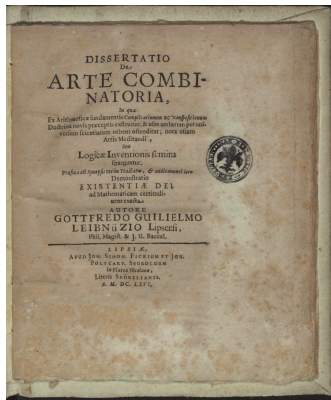 DISSERTATIO
De
ARTE COMBI-
NATORIA,
In qua
Ex Arithmeticæ fundamentis Complicationum ac Transpositionum
Doctrina novis præceptis exstruitur, & usus ambarum per uni-
versum scientiarum orbem ostenditur; nova etiam
Artis Meditandi,
Seu
Logicæ Inventionis semina
sparguntur.
Præfixa est Synopsis totius Tractatus, & additamenti loco
Demonstratio
EXISTENTIÆ DEI,
ad Mathematicam certitudi-
nem exacta.
AUTORE
GOTTFREDO GUILIELMO
LEIBNüZIO Lipsensi,
Phil. Magist. & J. U. Baccal.
LIPSIÆ,
APUD JOH. SIMON. FICKIUM ET JOH.
POLYCARP. SEUBOLDUM
in Platea Nicolaea,
Literis SPÖRELIANIS.
A. M. DC. LXVI.